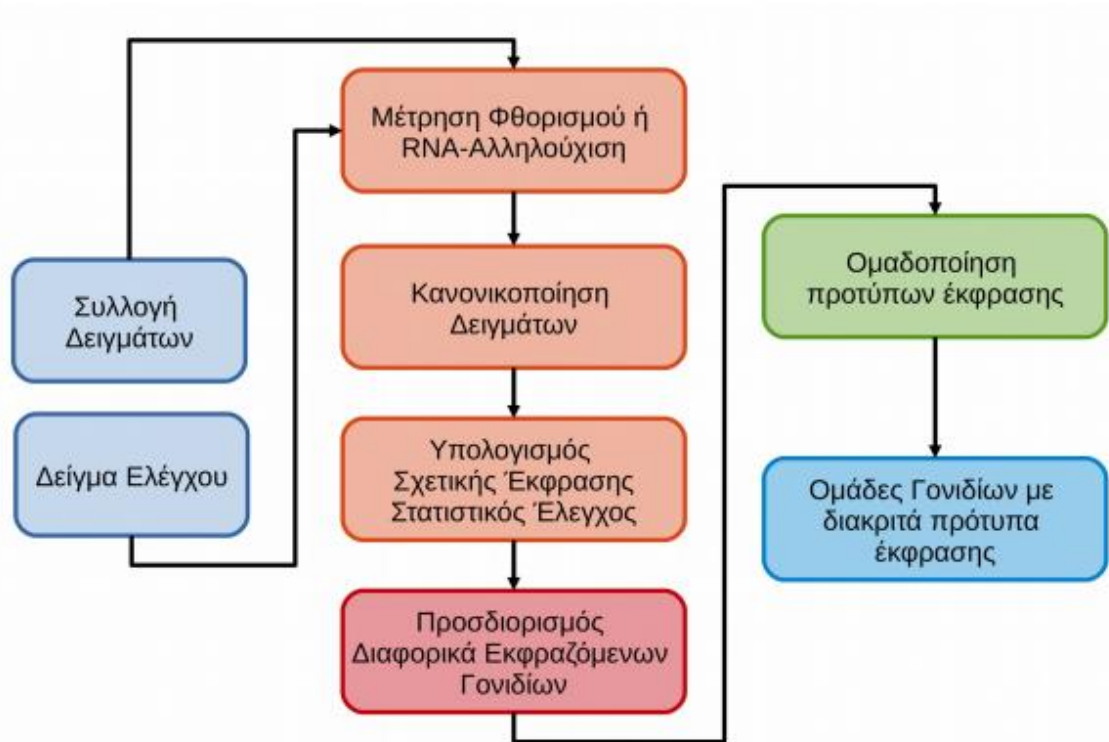 Συλλογή
Δειγμάτων
Δείγμα Ελέγχου
Μέτρηση Φθορισμού ή
RNA-Αλληλούχιση
Κανονικοποίηση
Δειγμάτων
Υπολογισμός
Σχετικής Έκφρασης
Στατιστικός Έλεγχος
Προσδιορισμός
Διαφορικά Εκφραζόμενων
Γονιδίων
Ομαδοποίηση
προτύπων έκφρασης
Ομάδες Γονιδίων με
διακριτά πρότυπα
έκφρασης